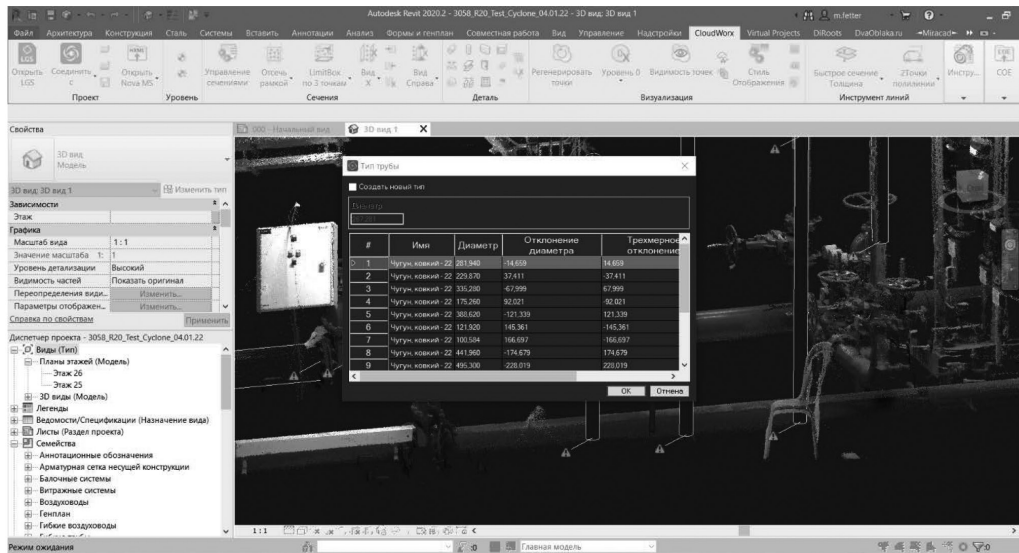 Autodesk Revit 2020.2 - 3058_R20_Test_Cyclone_04.01.22 - 3D вид: 3D вид 1
m.fetter
Файл Архитектура Конструкция Сталь Системы Вставить Аннотации Анализ Формы и генплан Совместная работа Вид Управление Надстройки CloudWorx Virtual Projects DiRoots DvaOblaka.ru -=Miracad=-
LGS
Открыть LGS
Соединить с
Открыть Nova MS
Управление сечениями
Отсечь рамкой
LimitBox по 3 точкам
Вид X
Вид Справа
Регенерировать точки
Уровень 0
Видимость точек
Стиль Отображения
Быстрое сечение Толщина
2Точки полилинии
Инстру...
COE
Проект Уровень Сечения Деталь Визуализация Инструмент линий
Свойства
000 - Начальный вид
3D вид 1 X
3D вид
Модель
3D вид: 3D вид 1
Изменить тип
Зависимости
Этаж
Графика
Масштаб вида 1 : 1
Значение масштаба 1: 1
Уровень детализации Высокий
Видимость частей Показать оригинал
Переопределения види... Изменить...
Параметры отображен... Изменить...
Справка по свойствам Применить
Диспетчер проекта - 3058_R20_Test_Cyclone_04.01.22
Виды (Тип)
Планы этажей (Модель)
Этаж 26
Этаж 25
3D виды (Модель)
Легенды
Ведомости/Спецификации (Назначение вида)
Листы (Раздел проекта)
Семейства
Аннотационные обозначения
Арматурная сетка несущей конструкции
Балочные системы
Витражные системы
Воздуховоды
Генплан
Гибкие воздуховоды
Тип трубы
Создать новый тип
Диаметр
# Имя Диаметр Отклонение диаметра Трехмерное отклонение
1 Чугун, ковкий - 22 281,940 -14,659 14,659
2 Чугун, ковкий - 22 229,870 37,411 -37,411
3 Чугун, ковкий - 22 335,280 -67,999 67,999
4 Чугун, ковкий - 22 175,260 92,021 -92,021
5 Чугун, ковкий - 22 388,620 -121,339 121,339
6 Чугун, ковкий - 22 121,920 145,361 -145,361
7 Чугун, ковкий - 22 100,584 166,697 -166,697
8 Чугун, ковкий - 22 441,960 -174,679 174,679
9 Чугун, ковкий - 22 495,300 -228,019 228,019
OK Отмена
1 : 1
Режим ожидания
:0
Главная модель
:0